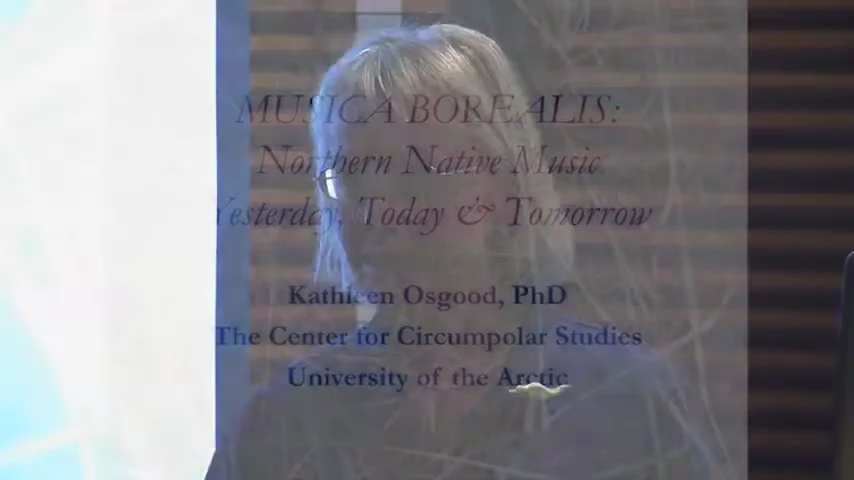 MUSICA BOREALIS:
Northern Native Music
Yesterday, Today & Tomorrow
Kathleen Osgood, PhD
The Center for Circumpolar Studies
University of the Arctic